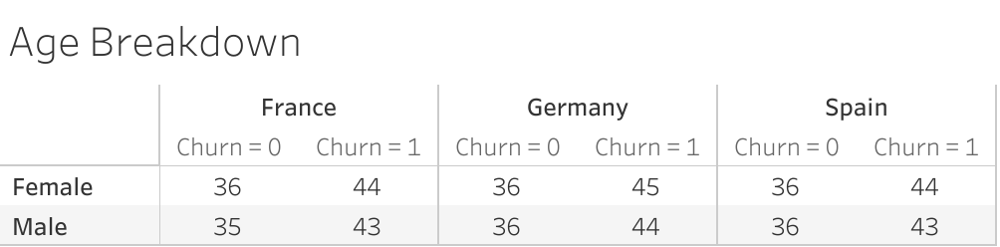 Age Breakdown
France Germany Spain
Churn = 0 Churn = 1 Churn = 0 Churn = 1 Churn = 0 Churn = 1
Female 36 44 36 45 36 44
Male 35 43 36 44 36 43